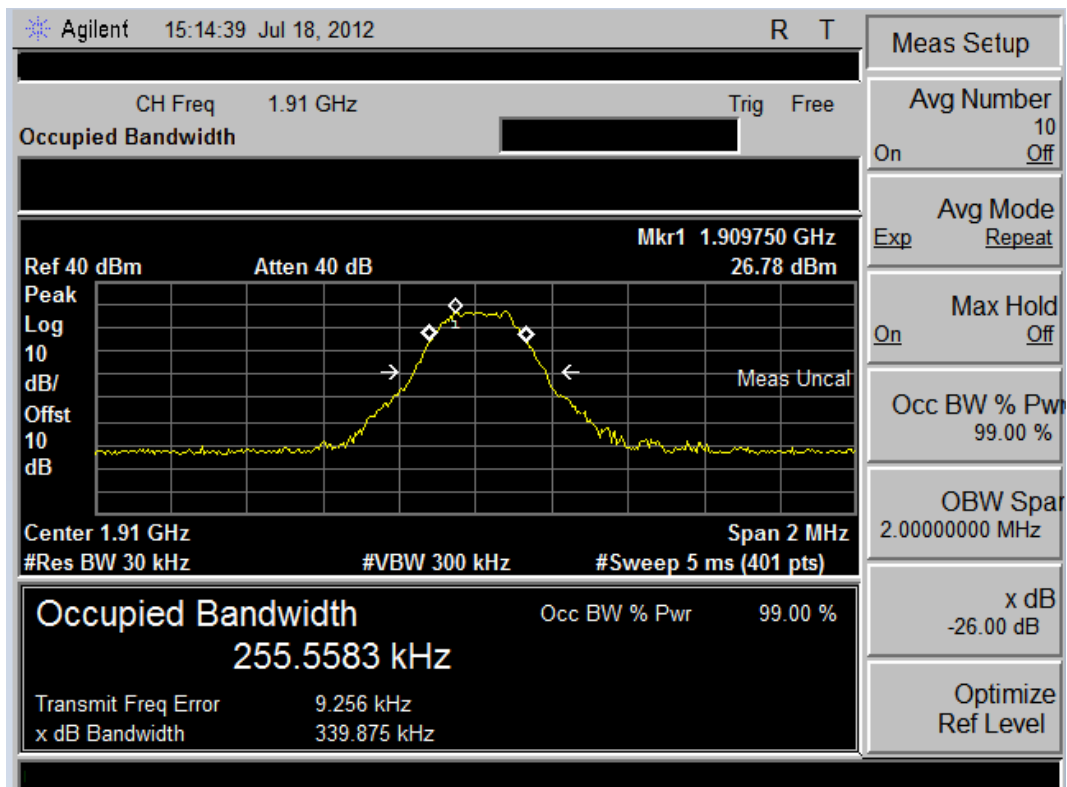 Agilent 15:14:39 Jul 18, 2012 R T
Meas Setup
CH Freq 1.91 GHz Trig Free
Occupied Bandwidth
Mkr1 1.909750 GHz
Ref 40 dBm Atten 40 dB 26.78 dBm
Peak
Log
10
dB/
Offst
10
dB
1
Meas Uncal
Center 1.91 GHz Span 2 MHz
#Res BW 30 kHz #VBW 300 kHz #Sweep 5 ms (401 pts)
Occupied Bandwidth Occ BW % Pwr 99.00 %
255.5583 kHz
Transmit Freq Error 9.256 kHz
x dB Bandwidth 339.875 kHz
Avg Number
10
On Off
Avg Mode
Exp Repeat
Max Hold
On Off
Occ BW % Pwr
99.00 %
OBW Span
2.00000000 MHz
x dB
-26.00 dB
Optimize
Ref Level